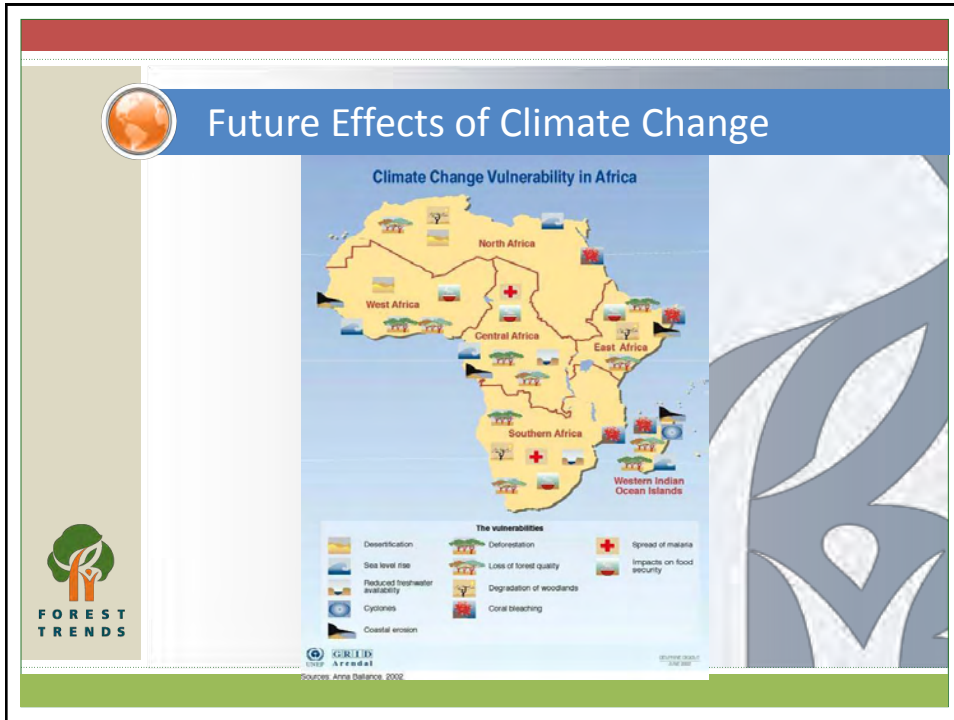 Future Effects of Climate Change
Climate Change Vulnerability in Africa
North Africa
West Africa
Central Africa
East Africa
Southern Africa
Western Indian
Ocean Islands
The vulnerabilities
Desertification
Sea level rise
Reduced freshwater
availability
Cyclones
Coastal erosion
Deforestation
Loss of forest quality
Degradation of woodlands
Coral bleaching
Spread of malaria
Impacts on food
security
FOREST
TRENDS
UNEP
GRID
Arendal
Sources: Anna Ballance, 2002